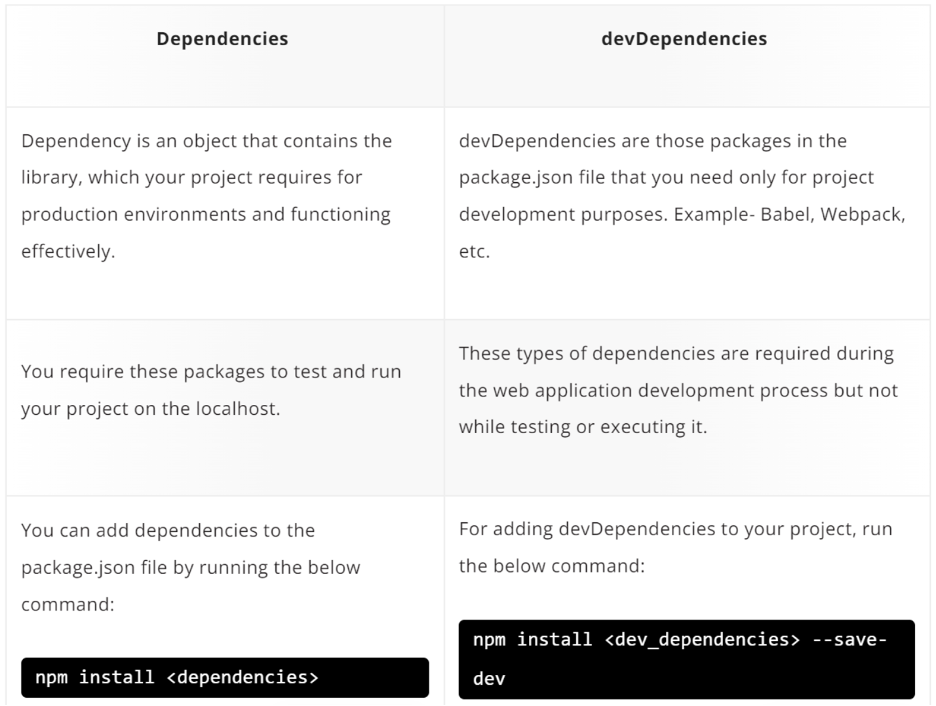 Dependencies
devDependencies
Dependency is an object that contains the
library, which your project requires for
production environments and functioning
effectively.
devDependencies are those packages in the
package.json file that you need only for project
development purposes. Example- Babel, Webpack,
etc.
You require these packages to test and run
your project on the localhost.
These types of dependencies are required during
the web application development process but not
while testing or executing it.
You can add dependencies to the
package.json file by running the below
command:
npm install <dependencies>
For adding devDependencies to your project, run
the below command:
npm install <dev_dependencies> --save-
dev